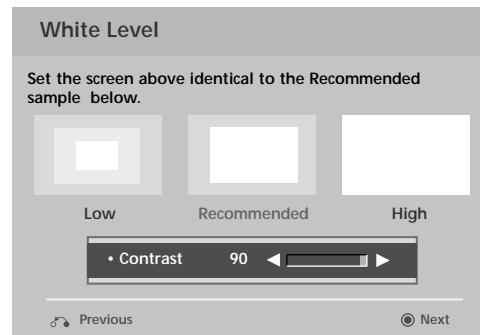 White Level
Set the screen above identical to the Recommended
sample below.
Low Recommended High
• Contrast 90
Previous Next